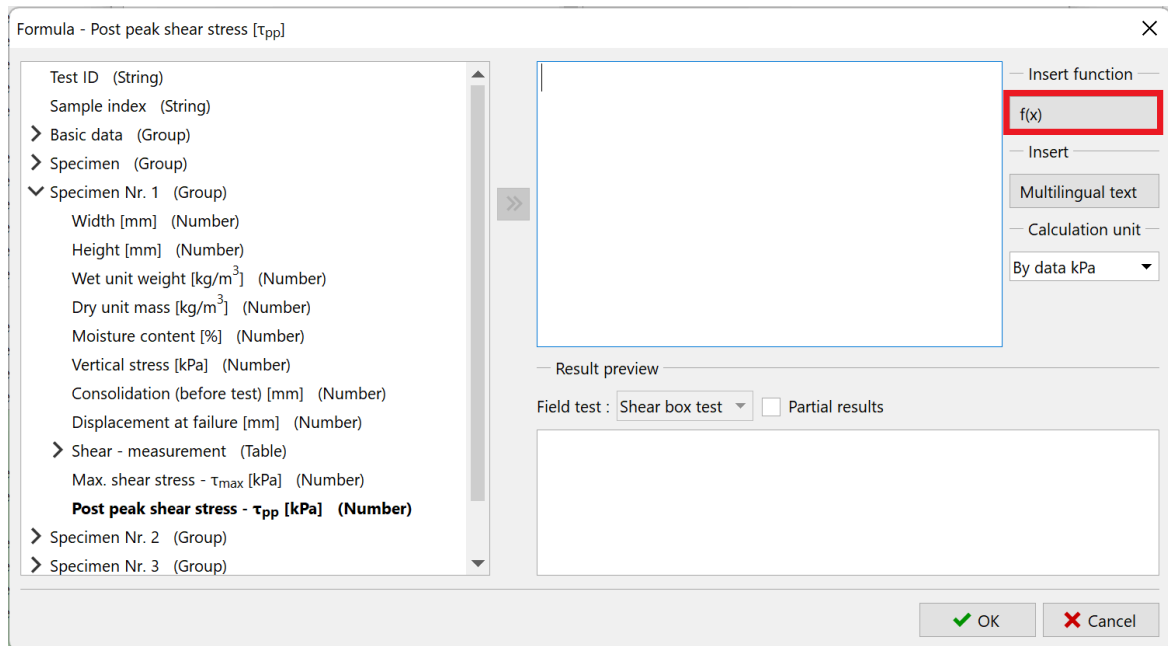 Formula - Post peak shear stress [τpp]
Test ID (String)
Sample index (String)
Basic data (Group)
Specimen (Group)
Specimen Nr. 1 (Group)
Width [mm] (Number)
Height [mm] (Number)
Wet unit weight [kg/m³] (Number)
Dry unit mass [kg/m³] (Number)
Moisture content [%] (Number)
Vertical stress [kPa] (Number)
Consolidation (before test) [mm] (Number)
Displacement at failure [mm] (Number)
Shear - measurement (Table)
Max. shear stress - τmax [kPa] (Number)
Post peak shear stress - τpp [kPa] (Number)
Specimen Nr. 2 (Group)
Specimen Nr. 3 (Group)
Insert function
f(x)
Insert
Multilingual text
Calculation unit
By data kPa
Result preview
Field test : Shear box test Partial results
OK Cancel